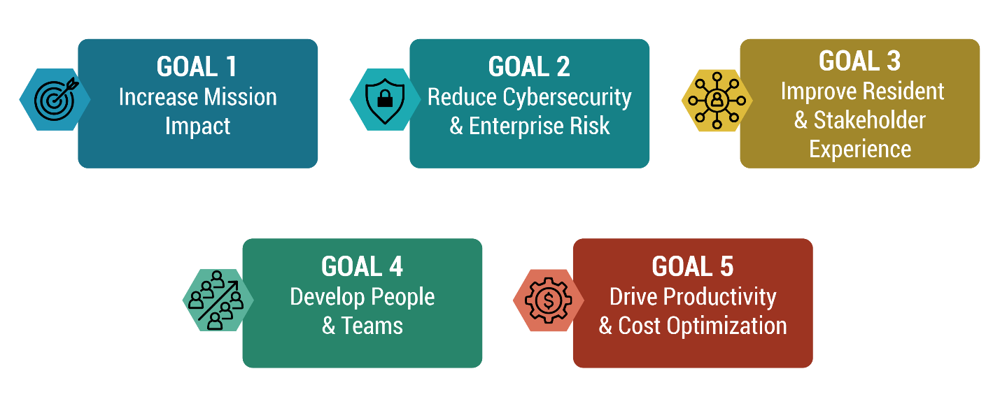 GOAL 1
Increase Mission
Impact
GOAL 2
Reduce Cybersecurity
& Enterprise Risk
GOAL 3
Improve Resident
& Stakeholder
Experience
GOAL 4
Develop People
& Teams
GOAL 5
Drive Productivity
& Cost Optimization
$